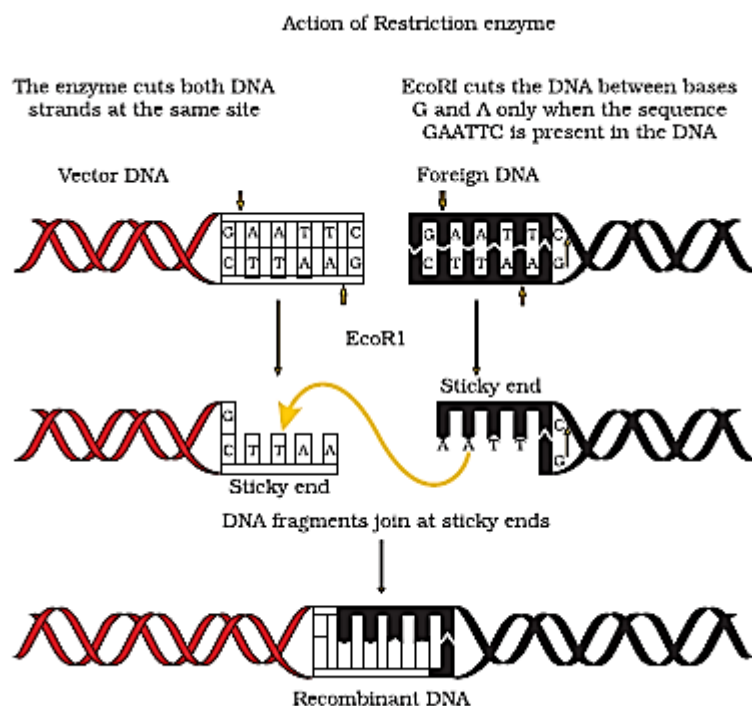 Action of Restriction enzyme
The enzyme cuts both DNA
strands at the same site
EcoRI cuts the DNA between bases
G and A only when the sequence
GAATTC is present in the DNA
Vector DNA
Foreign DNA
G A A T T C
C T T A A G
G A A T T C
C T T A A G
EcoR1
Sticky end
G
C T T A A
Sticky end
C
A A T T
G
DNA fragments join at sticky ends
Recombinant DNA